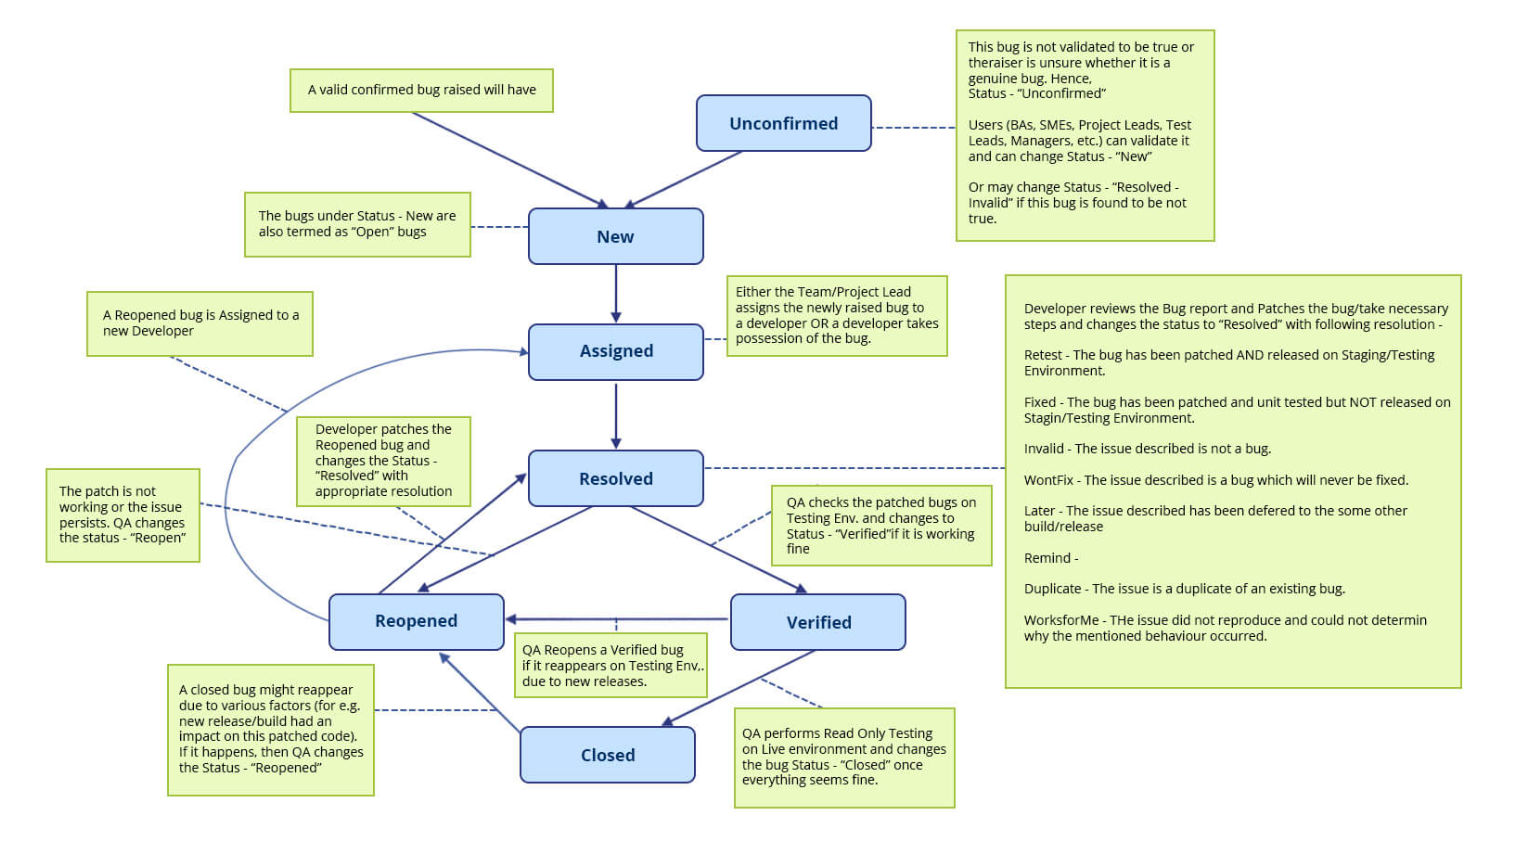 This bug is not validated to be true or
theraiser is unsure whether it is a
genuine bug. Hence,
Status - “Unconfirmed”
Users (BAs, SMEs, Project Leads, Test
Leads, Managers, etc.) can validate it
and can change Status - “New”
Or may change Status - “Resolved -
Invalid” if this bug is found to be not
true.
A valid confirmed bug raised will have
Unconfirmed
The bugs under Status - New are
also termed as “Open” bugs
New
Either the Team/Project Lead
assigns the newly raised bug to
a developer OR a developer takes
possession of the bug.
A Reopened bug is Assigned to a
new Developer
Assigned
Developer reviews the Bug report and Patches the bug/take necessary
steps and changes the status to “Resolved” with following resolution -
Retest - The bug has been patched AND released on Staging/Testing
Environment.
Fixed - The bug has been patched and unit tested but NOT released on
Stagin/Testing Environment.
Invalid - The issue described is not a bug.
WontFix - The issue described is a bug which will never be fixed.
Later - The issue described has been defered to the some other
build/release
Remind -
Duplicate - The issue is a duplicate of an existing bug.
WorksforMe - THe issue did not reproduce and could not determin
why the mentioned behaviour occurred.
Developer patches the
Reopened bug and
changes the Status -
“Resolved” with
appropriate resolution
Resolved
The patch is not
working or the issue
persists. QA changes
the status - “Reopen”
QA checks the patched bugs on
Testing Env. and changes to
Status - “Verified”if it is working
fine
Reopened
Verified
QA Reopens a Verified bug
if it reappears on Testing Env,.
due to new releases.
A closed bug might reappear
due to various factors (for e.g.
new release/build had an
impact on this patched code).
If it happens, then QA changes
the Status - “Reopened”
Closed
QA performs Read Only Testing
on Live environment and changes
the bug Status - “Closed” once
everything seems fine.